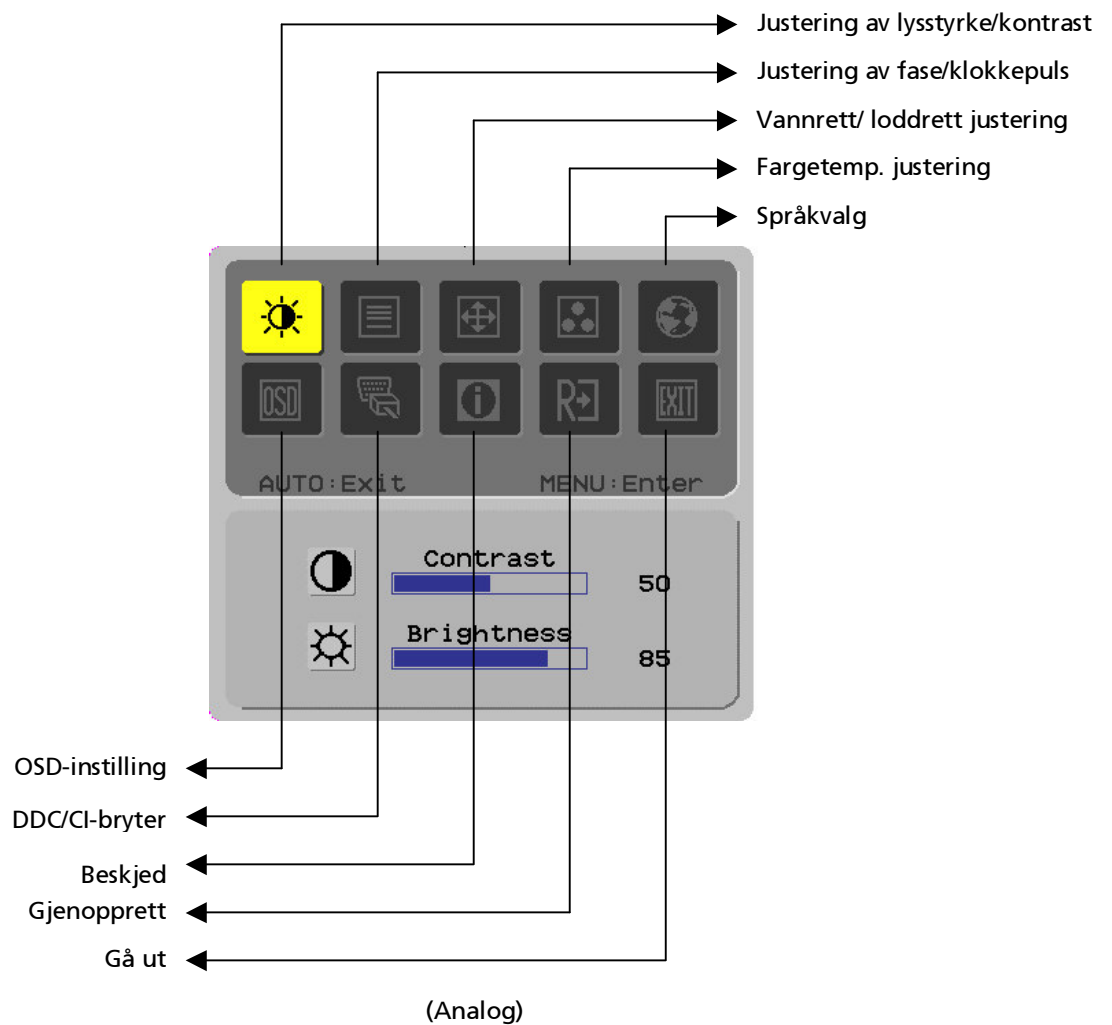 Justering av lysstyrke/kontrast
Justering av fase/klokkepuls
Vannrett/ loddrett justering
Fargetemp. justering
Språkvalg
OSD
i
R
EXIT
AUTO:Exit MENU:Enter
Contrast
50
Brightness
85
OSD-instilling
DDC/CI-bryter
Beskjed
Gjenopprett
Gå ut
(Analog)